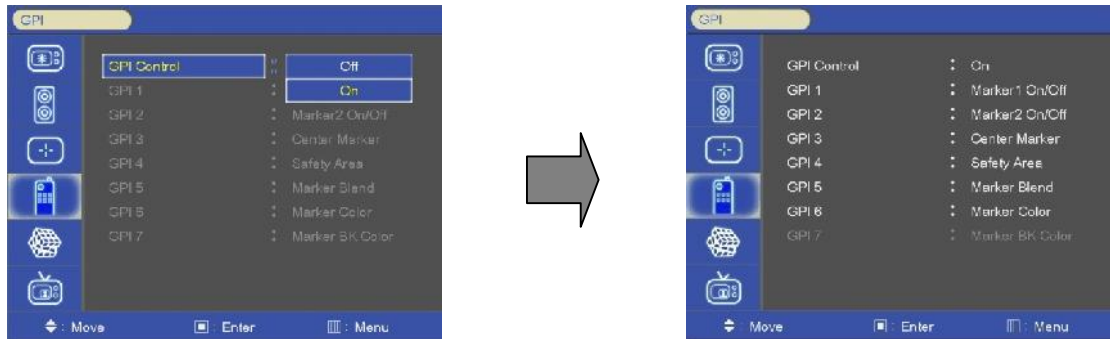 GPI
GPI Control : Off
On
GPI 1 :
GPI 2 : Marker2 On/Off
GPI 3 : Center Marker
GPI 4 : Safety Area
GPI 5 : Marker Blend
GPI 6 : Marker Color
GPI 7 : Marker BK Color
: Move : Enter : Menu
GPI
GPI Control : On
GPI 1 : Marker1 On/Off
GPI 2 : Marker2 On/Off
GPI 3 : Center Marker
GPI 4 : Safety Area
GPI 5 : Marker Blend
GPI 6 : Marker Color
GPI 7 : Marker BK Color
: Move : Enter : Menu